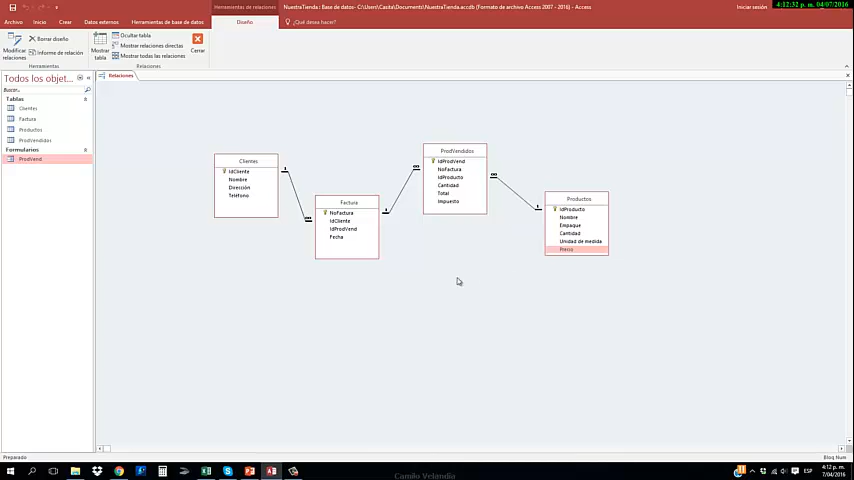 Herramientas de relaciones
NuestraTienda : Base de datos- C:\Users\Casita\Documents\NuestraTienda.accdb (Formato de archivo Access 2007 - 2016) - Access
Iniciar sesión
4:12:32 p. m. 04/07/2016
Archivo
Inicio
Crear
Datos externos
Herramientas de base de datos
Diseño
¿Qué desea hacer?
Modificar relaciones
Borrar diseño
Informe de relación
Herramientas
Mostrar tabla
Ocultar tabla
Mostrar relaciones directas
Mostrar todas las relaciones
Cerrar
Relaciones
Todos los objet...
Buscar...
Tablas
Clientes
Factura
Productos
ProdVendidos
Formularios
ProdVend
Relaciones
Clientes
IdCliente
Nombre
Dirección
Teléfono
Factura
NoFactura
IdCliente
IdProdVend
Fecha
ProdVendidos
IdProdVend
NoFactura
IdProducto
Cantidad
Total
Impuesto
Productos
IdProducto
Nombre
Empaque
Cantidad
Unidad de medida
Precio
1
∞
1
∞
∞
1
Preparado
Bloq Num
Camilo Velandia
ESP
4:12 p. m.
7/04/2016